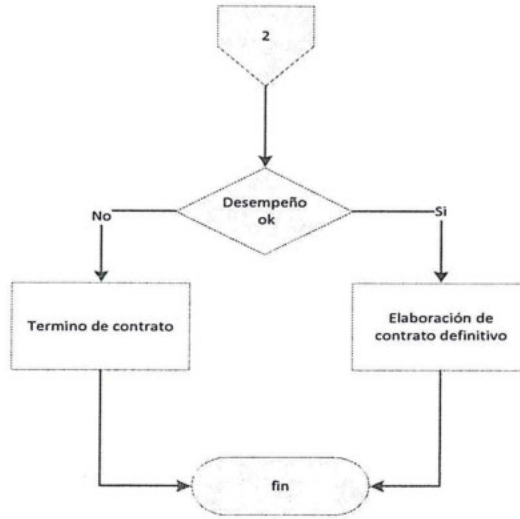 2
Desempeño
ok
No
Si
Termino de contrato
Elaboración de
contrato definitivo
fin